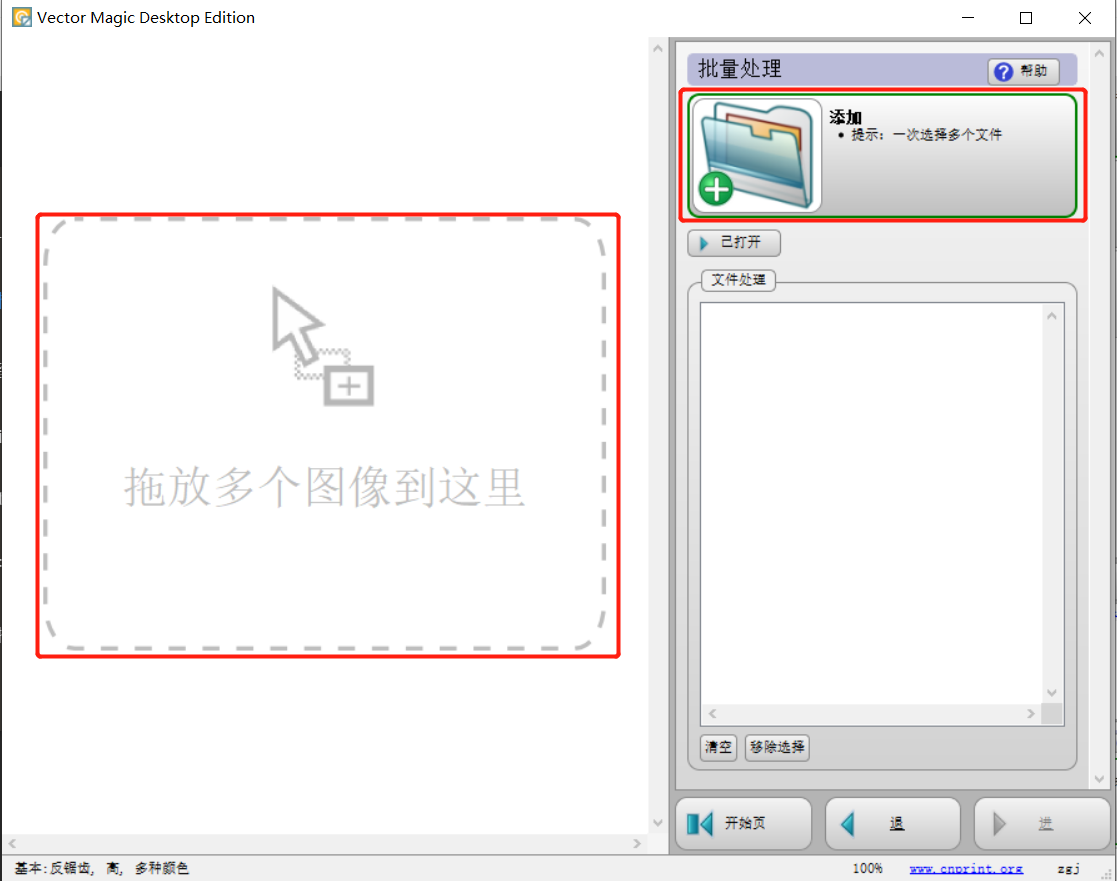 Vector Magic Desktop Edition
批量处理
帮助
添加
• 提示：一次选择多个文件
已打开
文件处理
拖放多个图像到这里
清空
移除选择
开始页
退
进
基本:反锯齿, 高, 多种颜色
100%
www.cnprint.org
zgj